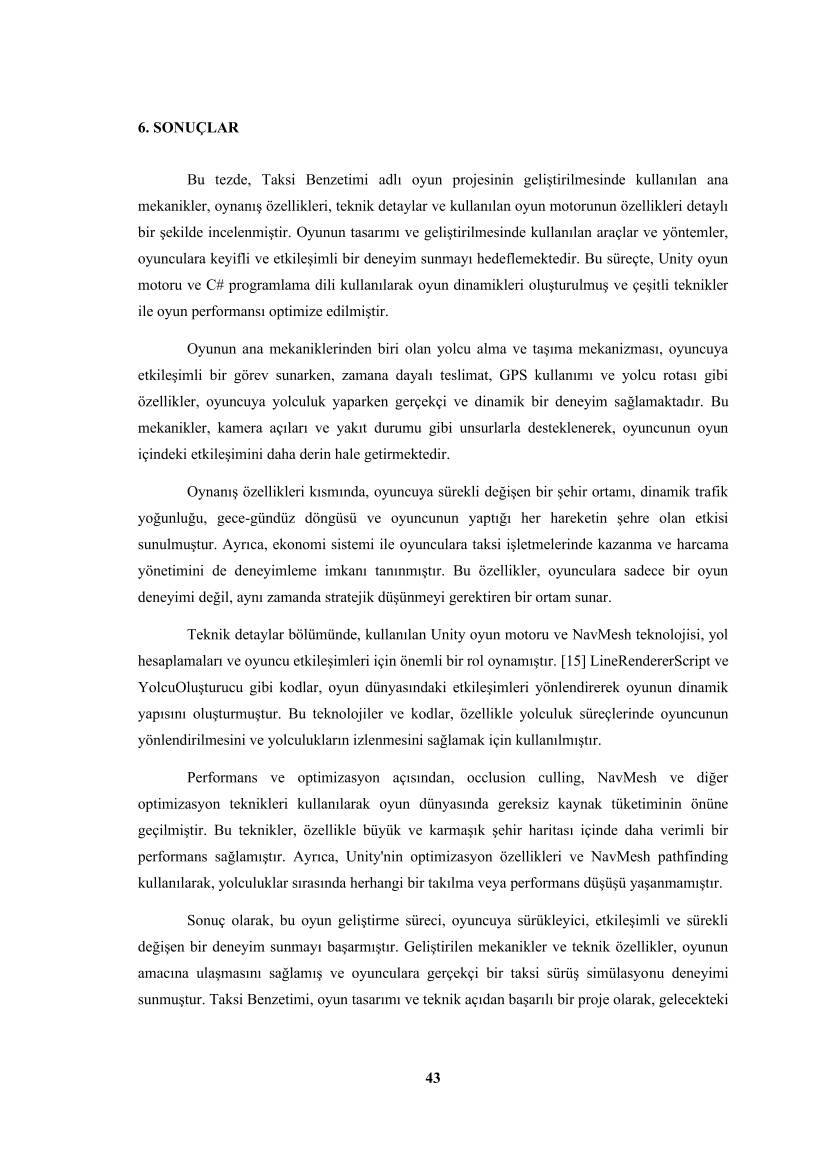 6. SONUÇLAR
Bu tezde, Taksi Benzetimi adlı oyun projesinin geliştirilmesinde kullanılan ana
mekanikler, oynanış özellikleri, teknik detaylar ve kullanılan oyun motorunun özellikleri detaylı
bir şekilde incelenmiştir. Oyunun tasarımı ve geliştirilmesinde kullanılan araçlar ve yöntemler,
oyunculara keyifli ve etkileşimli bir deneyim sunmayı hedeflemektedir. Bu süreçte, Unity oyun
motoru ve C# programlama dili kullanılarak oyun dinamikleri oluşturulmuş ve çeşitli teknikler
ile oyun performansı optimize edilmiştir.
Oyunun ana mekaniklerinden biri olan yolcu alma ve taşıma mekanizması, oyuncuya
etkileşimli bir görev sunarken, zamana dayalı teslimat, GPS kullanımı ve yolcu rotası gibi
özellikler, oyuncuya yolculuk yaparken gerçekçi ve dinamik bir deneyim sağlamaktadır. Bu
mekanikler, kamera açıları ve yakıt durumu gibi unsurlarla desteklenerek, oyuncunun oyun
içindeki etkileşimini daha derin hale getirmektedir.
Oynanış özellikleri kısmında, oyuncuya sürekli değişen bir şehir ortamı, dinamik trafik
yoğunluğu, gece-gündüz döngüsü ve oyuncunun yaptığı her hareketin şehre olan etkisi
sunulmuştur. Ayrıca, ekonomi sistemi ile oyunculara taksi işletmelerinde kazanma ve harcama
yönetimini de deneyimleme imkanı tanınmıştır. Bu özellikler, oyunculara sadece bir oyun
deneyimi değil, aynı zamanda stratejik düşünmeyi gerektiren bir ortam sunar.
Teknik detaylar bölümünde, kullanılan Unity oyun motoru ve NavMesh teknolojisi, yol
hesaplamaları ve oyuncu etkileşimleri için önemli bir rol oynamıştır. [15] LineRendererScript ve
YolcuOluşturucu gibi kodlar, oyun dünyasındaki etkileşimleri yönlendirerek oyunun dinamik
yapısını oluşturmuştur. Bu teknolojiler ve kodlar, özellikle yolculuk süreçlerinde oyuncunun
yönlendirilmesini ve yolculukların izlenmesini sağlamak için kullanılmıştır.
Performans ve optimizasyon açısından, occlusion culling, NavMesh ve diğer
optimizasyon teknikleri kullanılarak oyun dünyasında gereksiz kaynak tüketiminin önüne
geçilmiştir. Bu teknikler, özellikle büyük ve karmaşık şehir haritası içinde daha verimli bir
performans sağlamıştır. Ayrıca, Unity'nin optimizasyon özellikleri ve NavMesh pathfinding
kullanılarak, yolculuklar sırasında herhangi bir takılma veya performans düşüşü yaşanmamıştır.
Sonuç olarak, bu oyun geliştirme süreci, oyuncuya sürükleyici, etkileşimli ve sürekli
değişen bir deneyim sunmayı başarmıştır. Geliştirilen mekanikler ve teknik özellikler, oyunun
amacına ulaşmasını sağlamış ve oyunculara gerçekçi bir taksi sürüş simülasyonu deneyimi
sunmuştur. Taksi Benzetimi, oyun tasarımı ve teknik açıdan başarılı bir proje olarak, gelecekteki
43